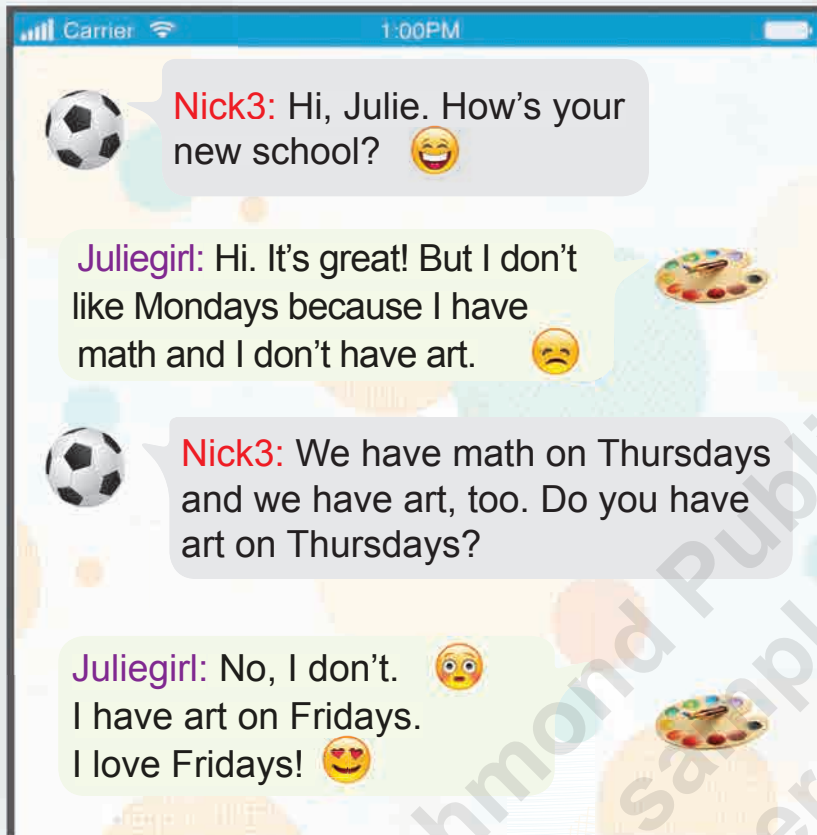 Carrier 1:00PM
Nick3: Hi, Julie. How's your
new school?
Juliegirl: Hi. It's great! But I don't
like Mondays because I have
math and I don't have art.
Nick3: We have math on Thursdays
and we have art, too. Do you have
art on Thursdays?
Juliegirl: No, I don't.
I have art on Fridays.
I love Fridays!